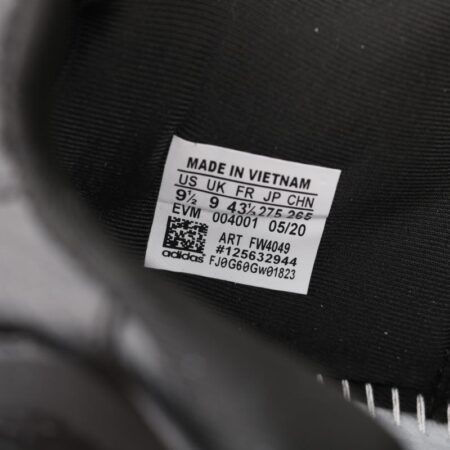 MADE IN VIETNAM
US UK FR JP CHN
9½ 9 43⅓ 275 265
EVM 004001 05/20
ART FW4049
#125632944
adidas FJ0G60GW01823